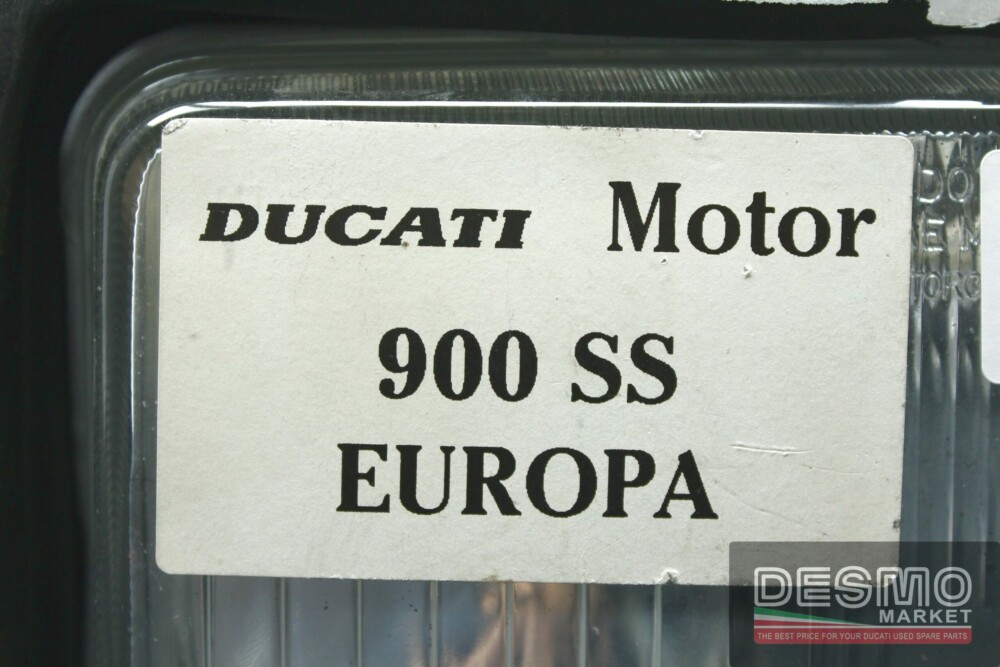 DUCATI Motor
900 SS
EUROPA
DESMO
MARKET
THE BEST PRICE FOR YOUR DUCATI USED SPARE PARTS